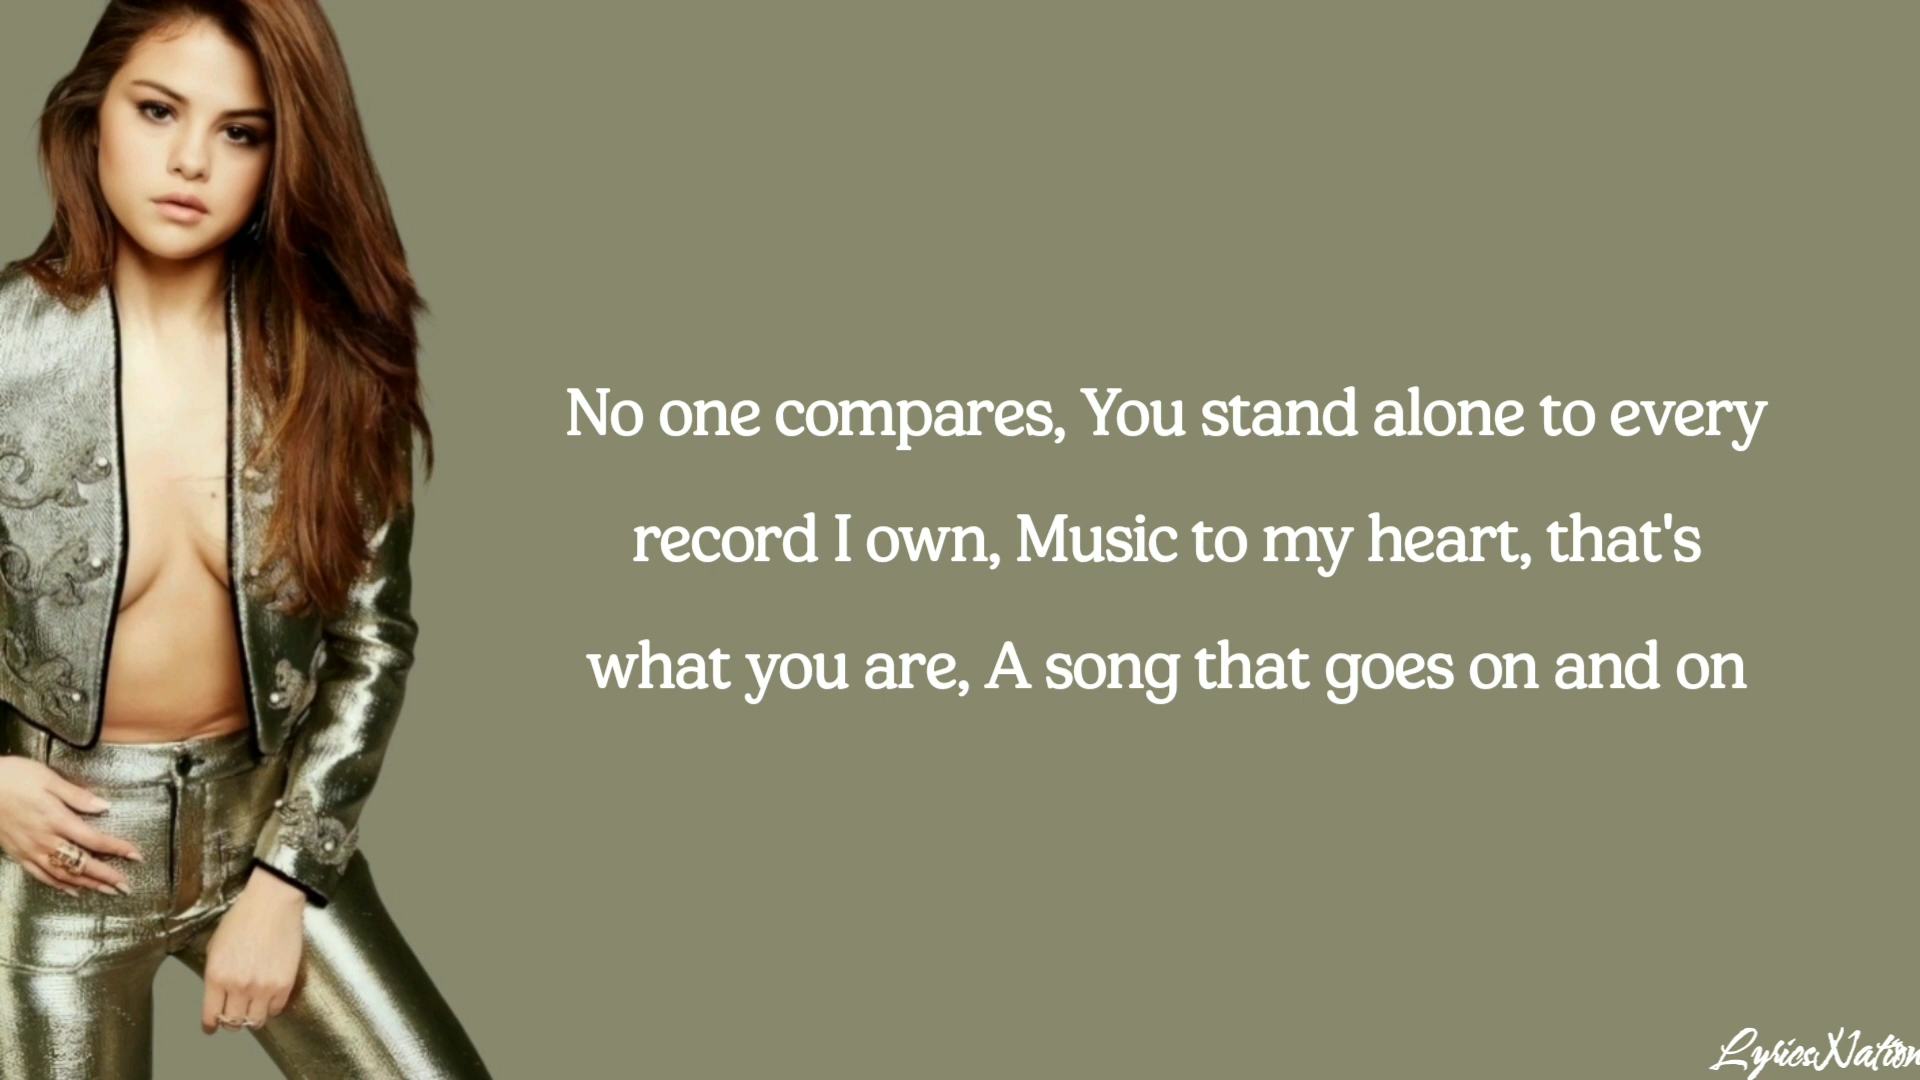 No one compares, You stand alone to every
record I own, Music to my heart, that's
what you are, A song that goes on and on
LyricsNation